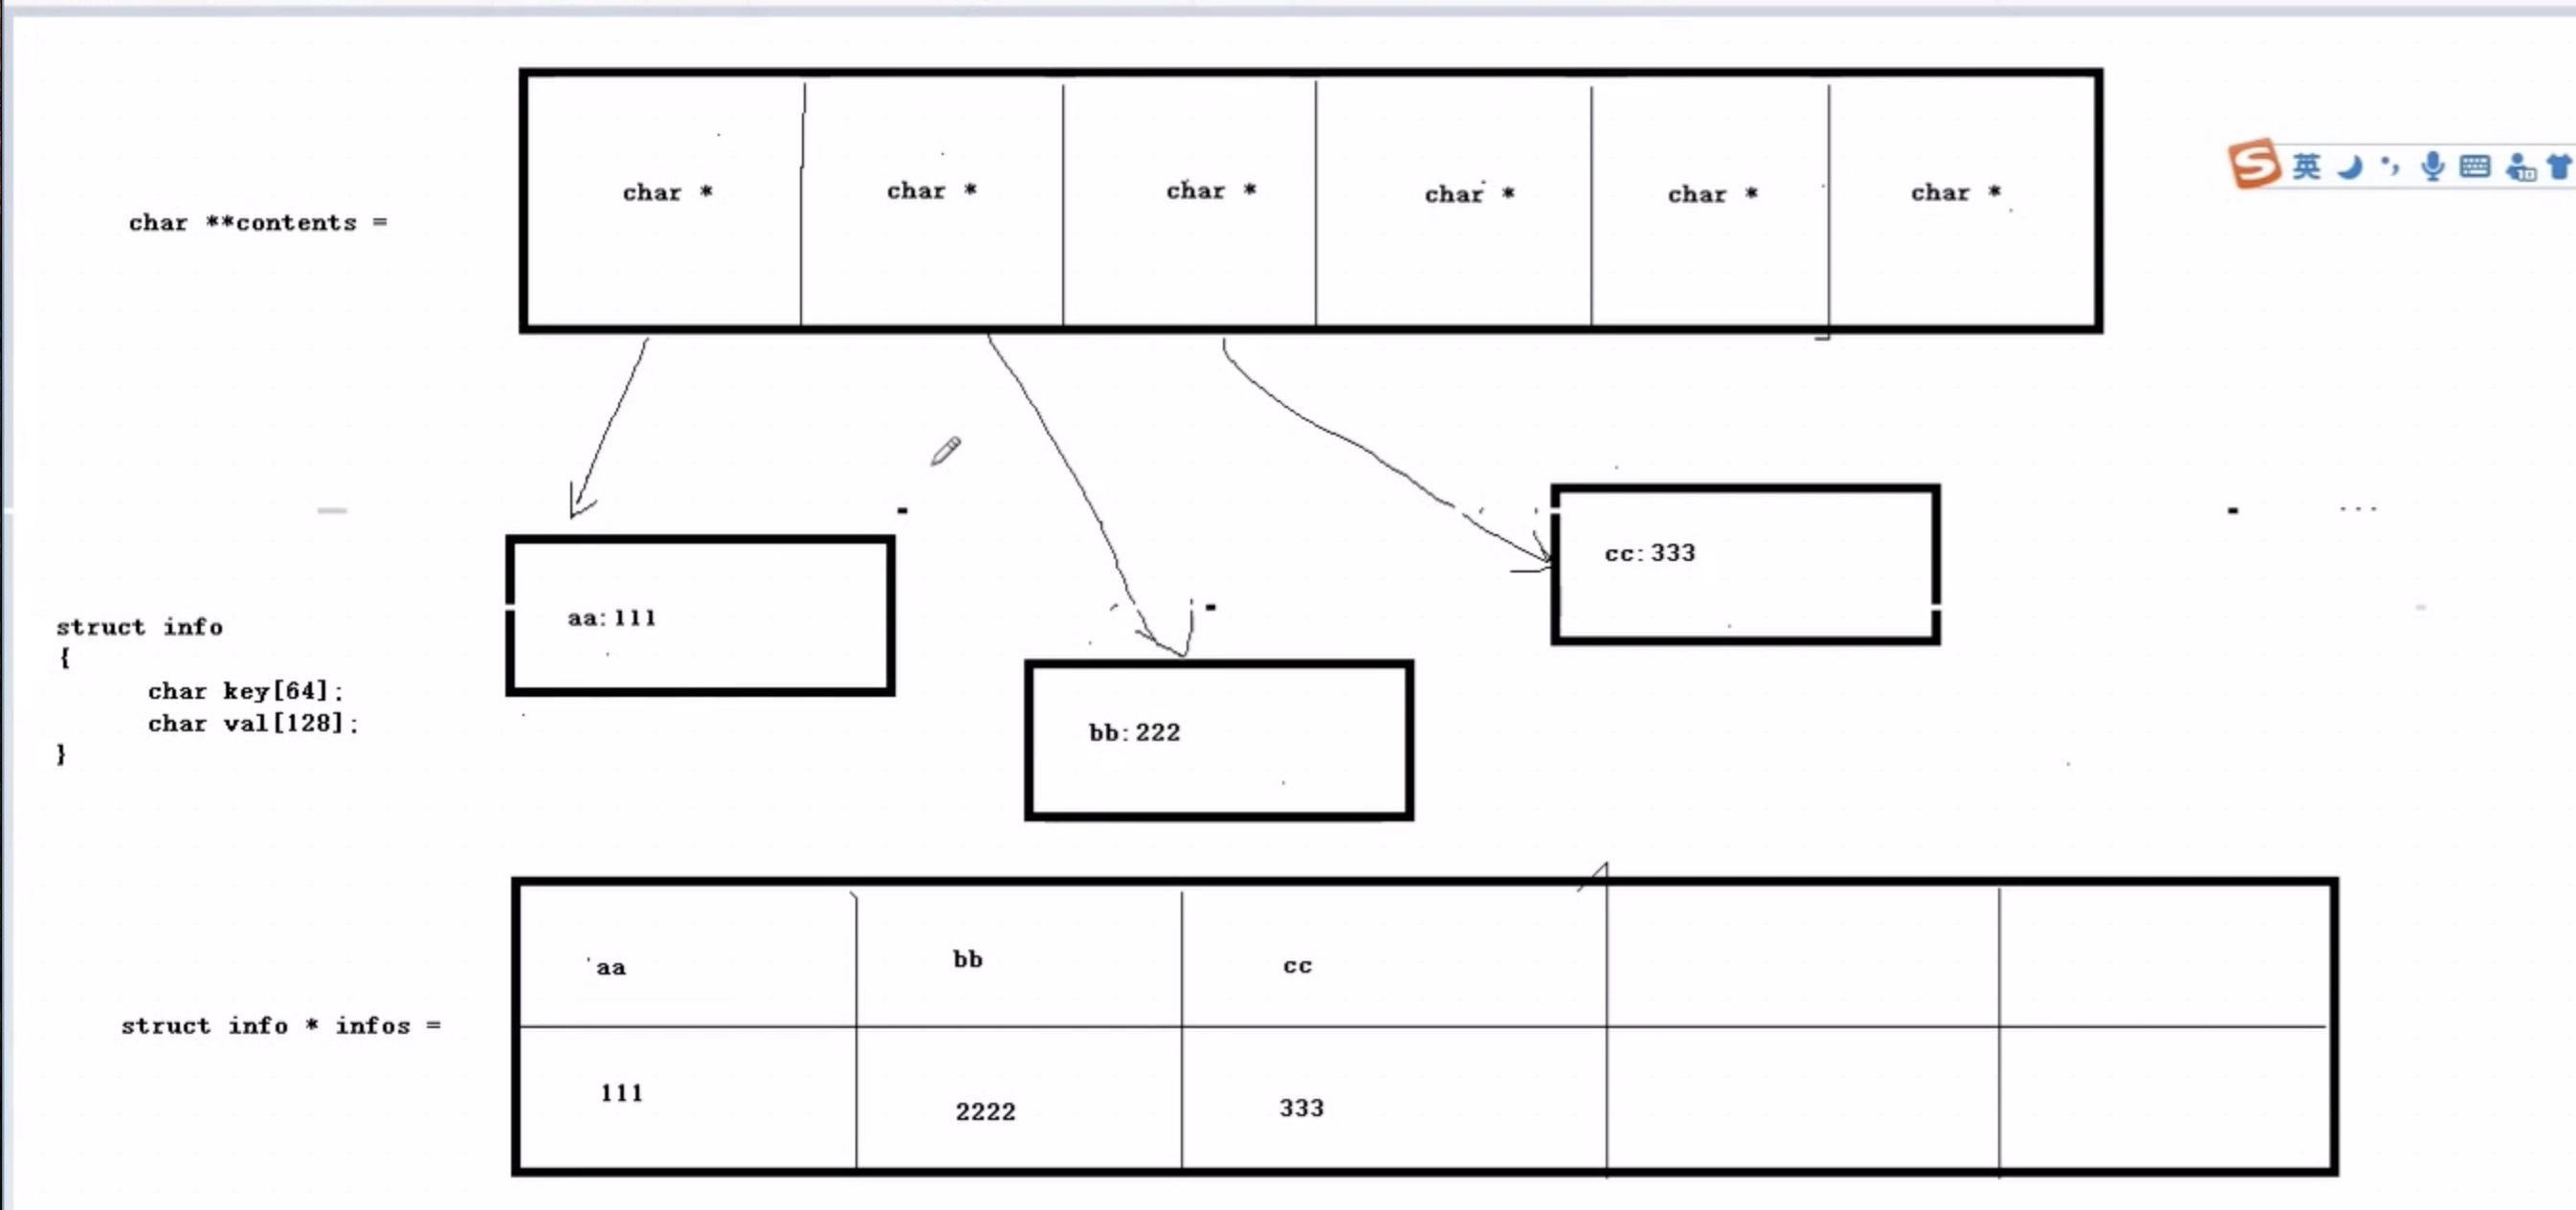 char **contents =
char *
char *
char *
char *
char *
char *
英
aa:111
bb:222
cc:333
struct info
{
char key[64];
char val[128];
}
struct info * infos =
aa
bb
cc
111
2222
333